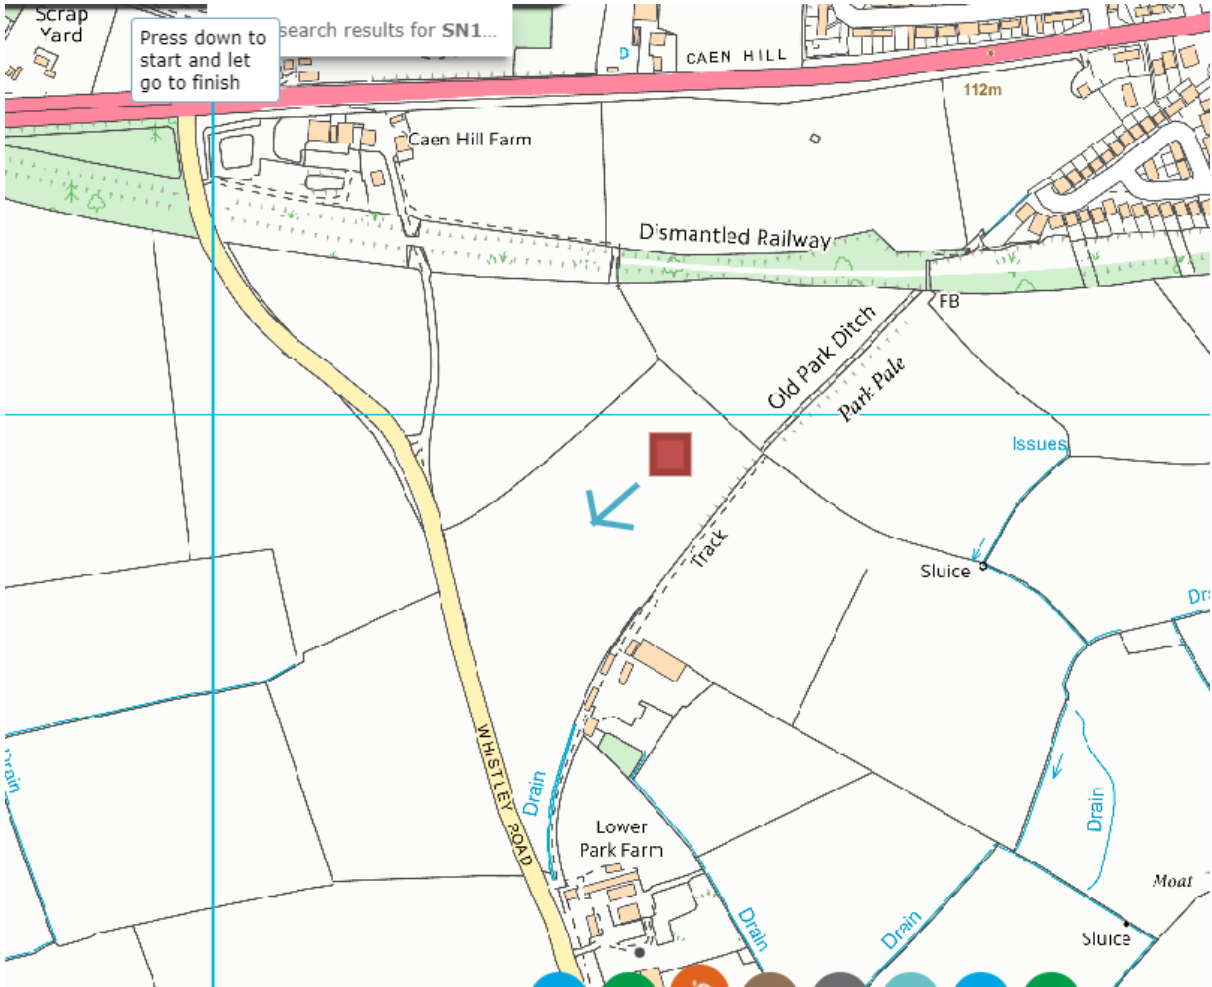 Scrap
Yard
Press down to
start and let
go to finish
search results for SN1...
CAEN HILL
112m
Caen Hill Farm
Dismantled Railway
FB
Old Park Ditch
Park Pale
Issues
Track
Sluice
Drain
WHISTLEY ROAD
Drain
Lower
Park Farm
Drain
Moat
Drain
Drain
Sluice